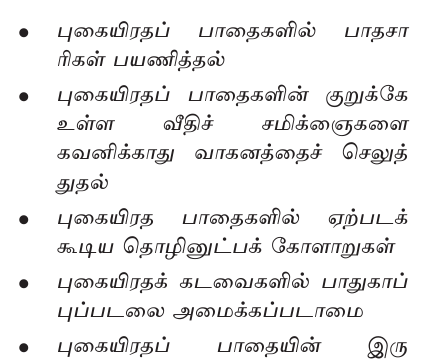 ● புகையிரதப் பாதைகளில் பாதசா
ரிகள் பயணித்தல்
● புகையிரதப் பாதைகளின் குறுக்கே
உள்ள வீதிச் சமிக்ஞைகளை
கவனிக்காது வாகனத்தைச் செலுத்
துதல்
● புகையிரத பாதைகளில் ஏற்படக்
கூடிய தொழினுட்பக் கோளாறுகள்
● புகையிரதக் கடவைகளில் பாதுகாப்
புப்படலை அமைக்கப்படாமை
● புகையிரதப் பாதையின் இரு